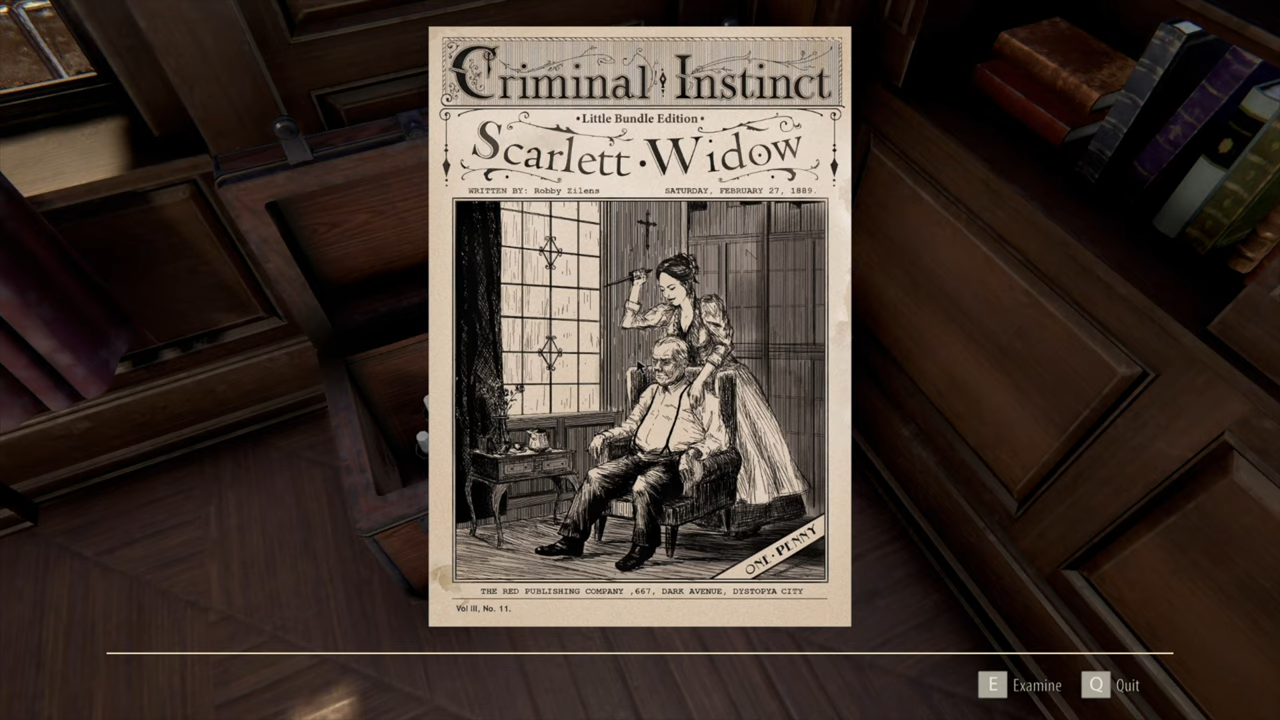 Criminal Instinct
•Little Bundle Edition•
Scarlett • Widow
WRITTEN BY: Robby Zilens SATURDAY, FEBRUARY 27, 1889.
ONE • PENNY
THE RED PUBLISHING COMPANY ,667, DARK AVENUE, DYSTOPYA CITY
Vol III, No. 11.
E Examine Q Quit